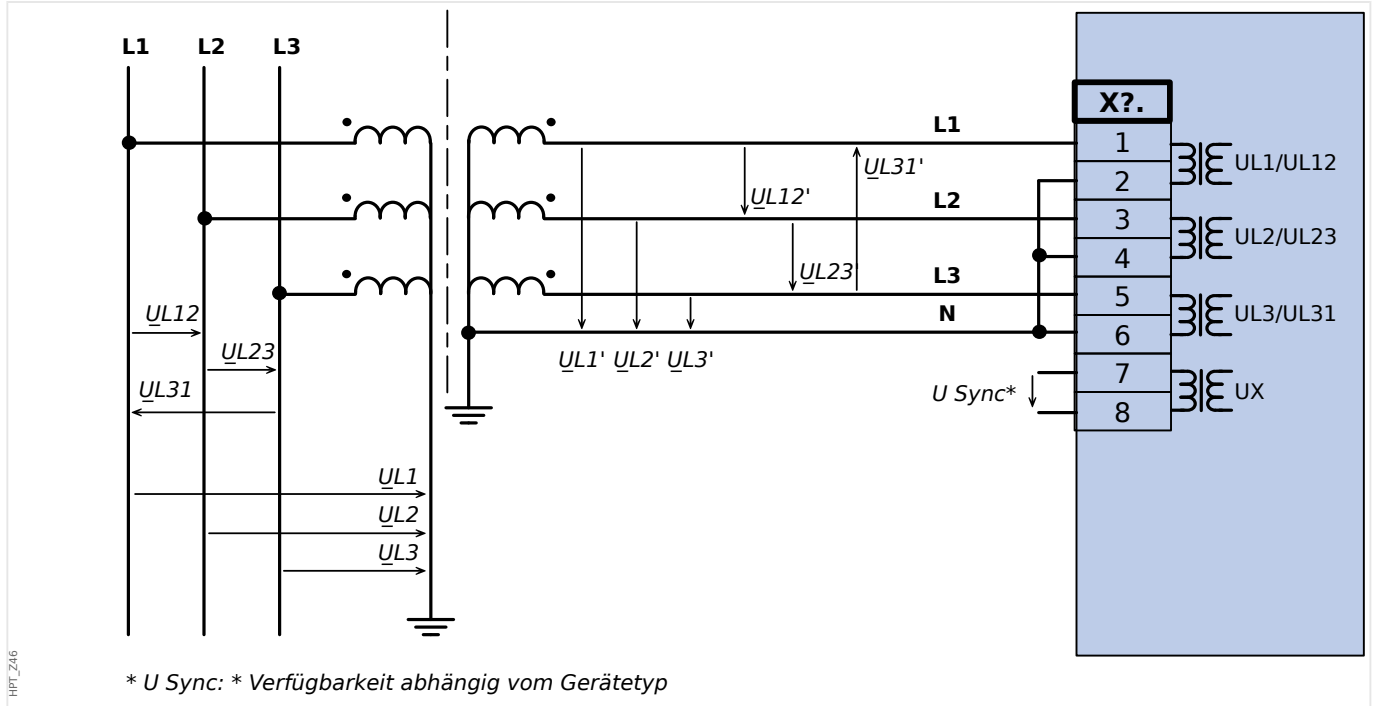 L1 L2 L3
X?.
L1
1
UL31'
UL1/UL12
2
UL12'
L2
3
UL2/UL23
4
UL23'
L3
5
UL12
N
UL3/UL31
6
UL23
UL1' UL2' UL3'
7
UL31
U Sync*
UX
8
UL1
UL2
UL3
* U Sync: * Verfügbarkeit abhängig vom Gerätetyp
HPT_Z46